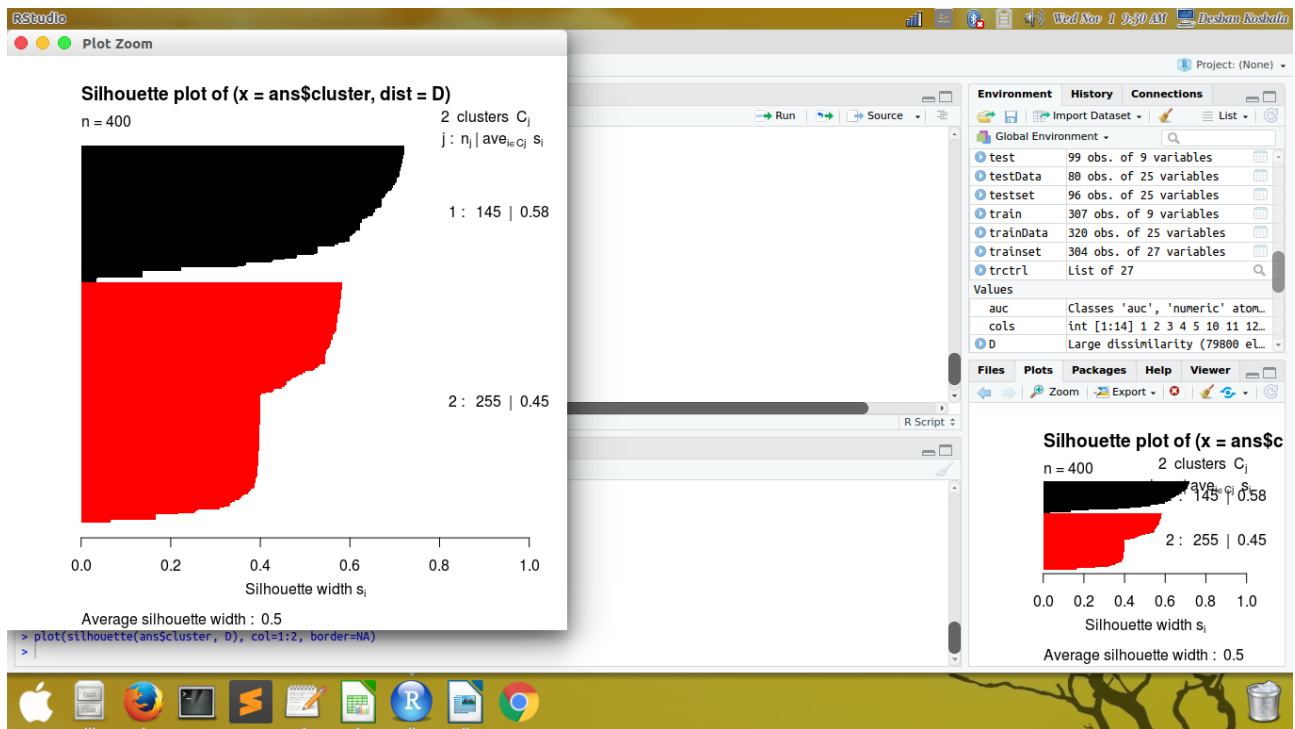 RStudio
Wed Nov 1 9:30 AM Desban Koshala
Plot Zoom
Silhouette plot of (x = ans$cluster, dist = D)
n = 400
2 clusters Cj
j : nj | avei∈Cj si
1 : 145 | 0.58
2 : 255 | 0.45
0.0 0.2 0.4 0.6 0.8 1.0
Silhouette width si
Average silhouette width : 0.5
> plot(silhouette(ans$cluster, D), col=1:2, border=NA)
>
Run Source
R Script
Project: (None)
Environment History Connections
Import Dataset List
Global Environment
test 99 obs. of 9 variables
testData 80 obs. of 25 variables
testset 96 obs. of 25 variables
train 307 obs. of 9 variables
trainData 320 obs. of 25 variables
trainset 304 obs. of 27 variables
trctrl List of 27
Values
auc Classes 'auc', 'numeric' atom…
cols int [1:14] 1 2 3 4 5 10 11 12…
D Large dissimilarity (79800 el…
Files Plots Packages Help Viewer
Zoom Export
Silhouette plot of (x = ans$c
n = 400
2 clusters Cj
avei∈Cj si
: 145 | 0.58
2 : 255 | 0.45
0.0 0.2 0.4 0.6 0.8 1.0
Silhouette width si
Average silhouette width : 0.5
R